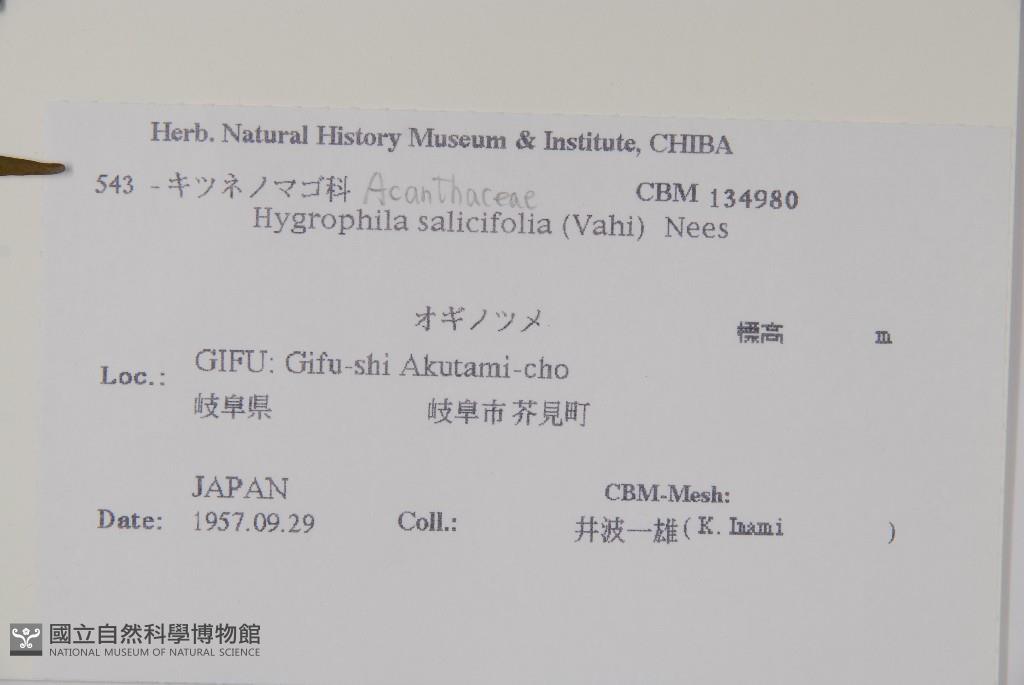 Herb. Natural History Museum & Institute, CHIBA
543 - キツネノマゴ科 Acanthaceae CBM 134980
Hygrophila salicifolia (Vahi) Nees
オギノツメ 標高 m
Loc.: GIFU: Gifu-shi Akutami-cho
岐阜県 岐阜市 芥見町
JAPAN CBM-Mesh:
Date: 1957.09.29 Coll.: 井波一雄 ( K. Inami )
國立自然科學博物館
NATIONAL MUSEUM OF NATURAL SCIENCE